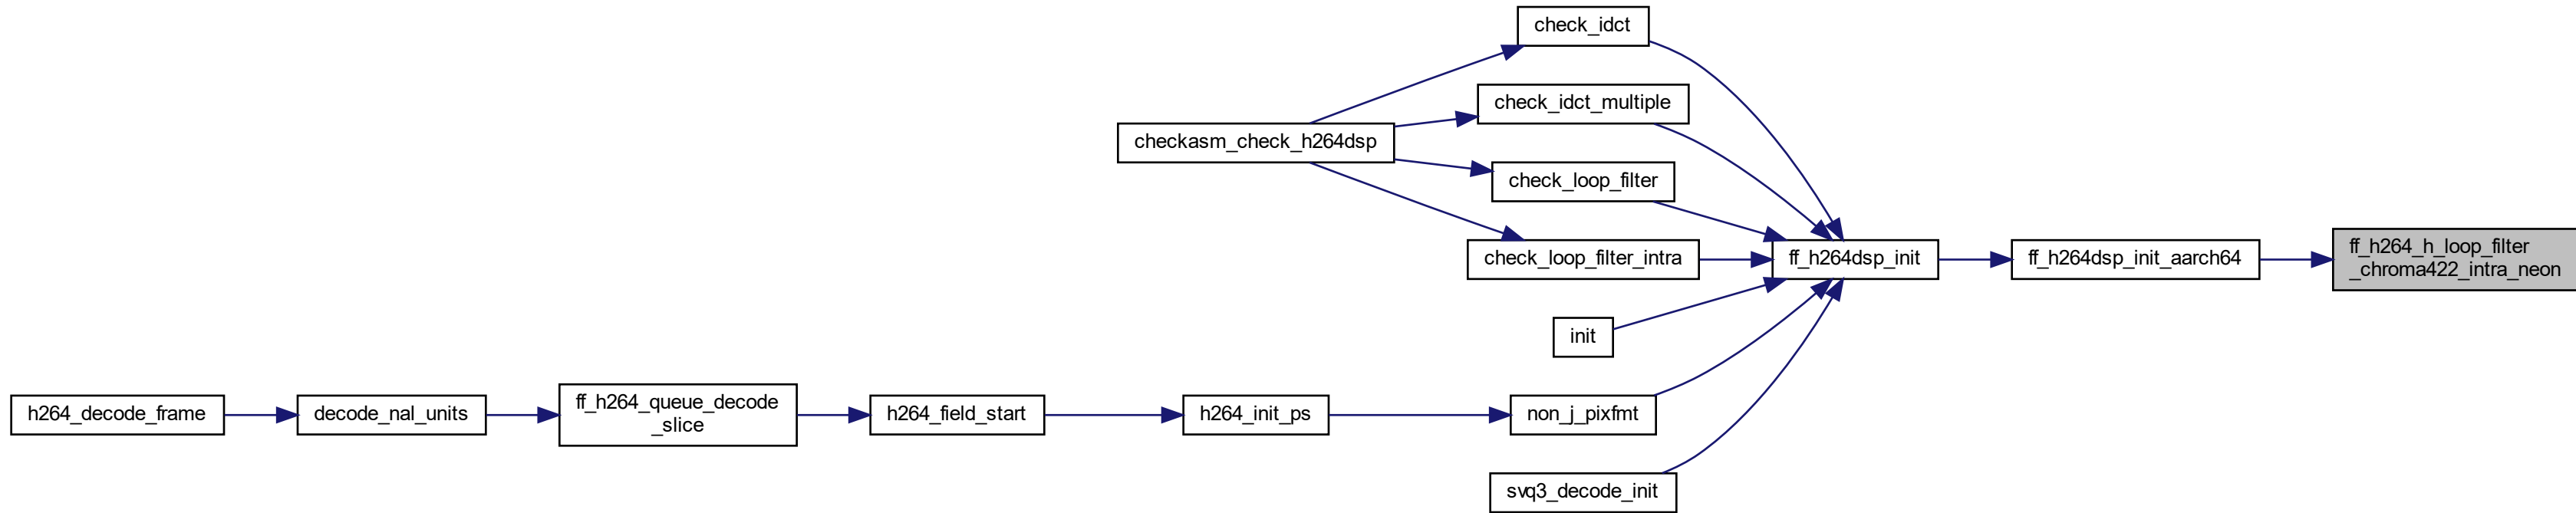 check_idct
check_idct_multiple
checkasm_check_h264dsp
check_loop_filter
check_loop_filter_intra
ff_h264dsp_init
ff_h264dsp_init_aarch64
ff_h264_h_loop_filter
_chroma422_intra_neon
init
h264_decode_frame
decode_nal_units
ff_h264_queue_decode
_slice
h264_field_start
h264_init_ps
non_j_pixfmt
svq3_decode_init